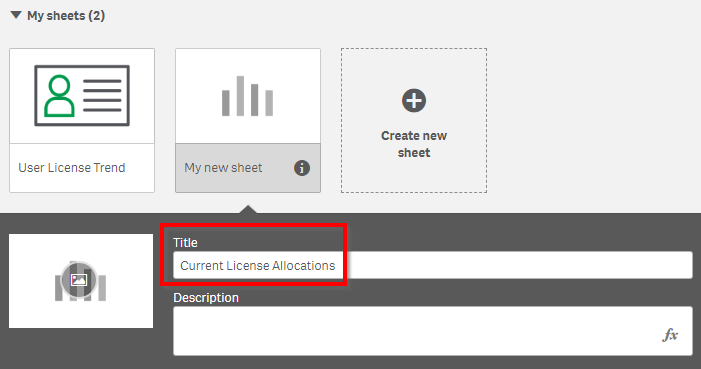 My sheets (2)
User License Trend
My new sheet
Create new
sheet
Title
Current License Allocations
Description
fx